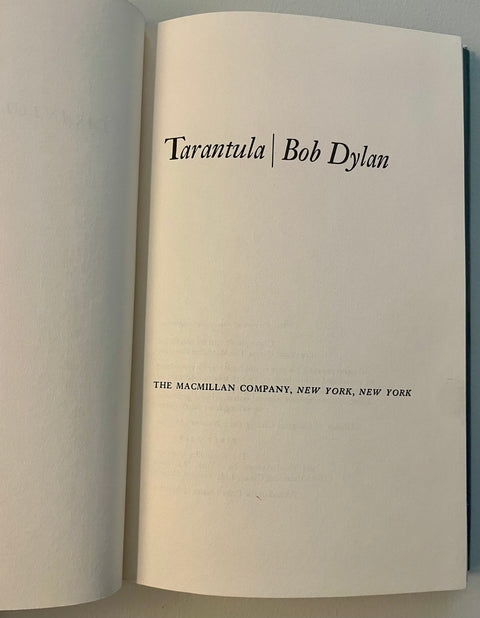 Tarantula | Bob Dylan
THE MACMILLAN COMPANY, NEW YORK, NEW YORK